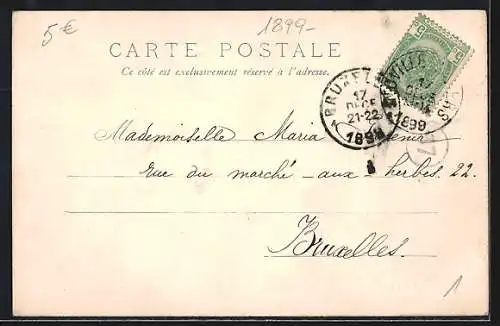 5€
1899-
CARTE POSTALE
Ce côté est exclusivement réservé à l'adresse.
BRUXELLES
17
DECE
21-22
1899
1899
Mademoiselle Maria
Rue du marché-aux-herbes 22.
Bruxelles.
1